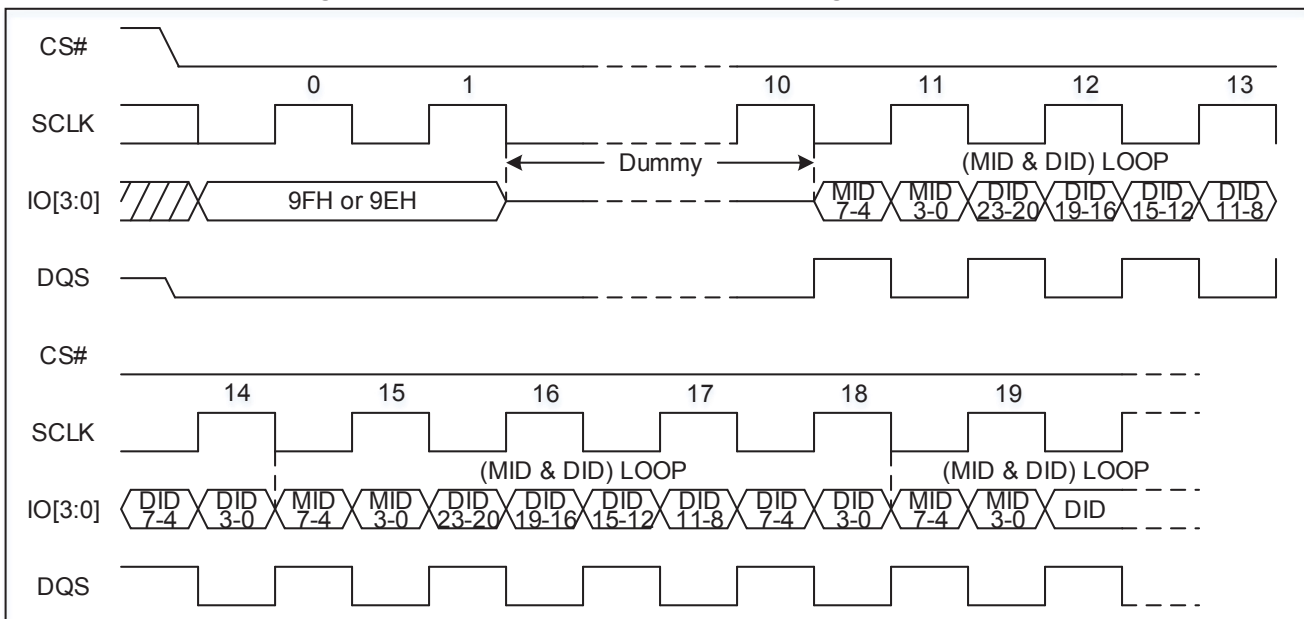 CS#
0 1 10 11 12 13
SCLK
Dummy
(MID & DID) LOOP
IO[3:0]
9FH or 9EH
MID 7-4
MID 3-0
DID 23-20
DID 19-16
DID 15-12
DID 11-8
DQS
CS#
14 15 16 17 18 19
SCLK
(MID & DID) LOOP
(MID & DID) LOOP
IO[3:0]
DID 7-4
DID 3-0
MID 7-4
MID 3-0
DID 23-20
DID 19-16
DID 15-12
DID 11-8
DID 7-4
DID 3-0
MID 7-4
MID 3-0
DID
DQS